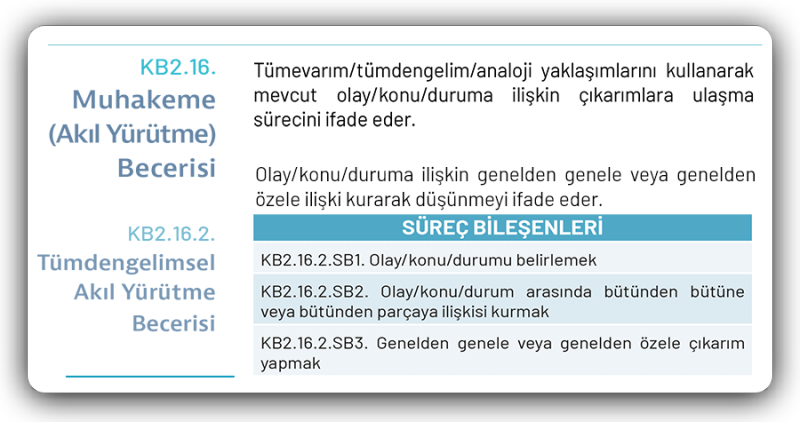 KB2.16.
Muhakeme
(Akıl Yürütme)
Becerisi
Tümevarım/tümdengelim/analoji yaklaşımlarını kullanarak
mevcut olay/konu/duruma ilişkin çıkarımlara ulaşma
sürecini ifade eder.
KB2.16.2.
Tümdengelimsel
Akıl Yürütme
Becerisi
Olay/konu/duruma ilişkin genelden genele veya genelden
özele ilişki kurarak düşünmeyi ifade eder.
SÜREÇ BİLEŞENLERİ
KB2.16.2.SB1. Olay/konu/durumu belirlemek
KB2.16.2.SB2. Olay/konu/durum arasında bütünden bütüne
veya bütünden parçaya ilişkisi kurmak
KB2.16.2.SB3. Genelden genele veya genelden özele çıkarım
yapmak